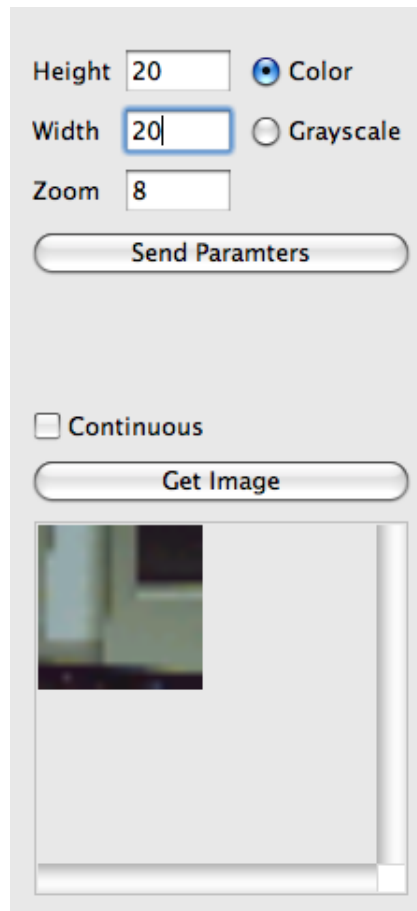 Height 20 Color
Width 20 Grayscale
Zoom 8
Send Paramters
Continuous
Get Image